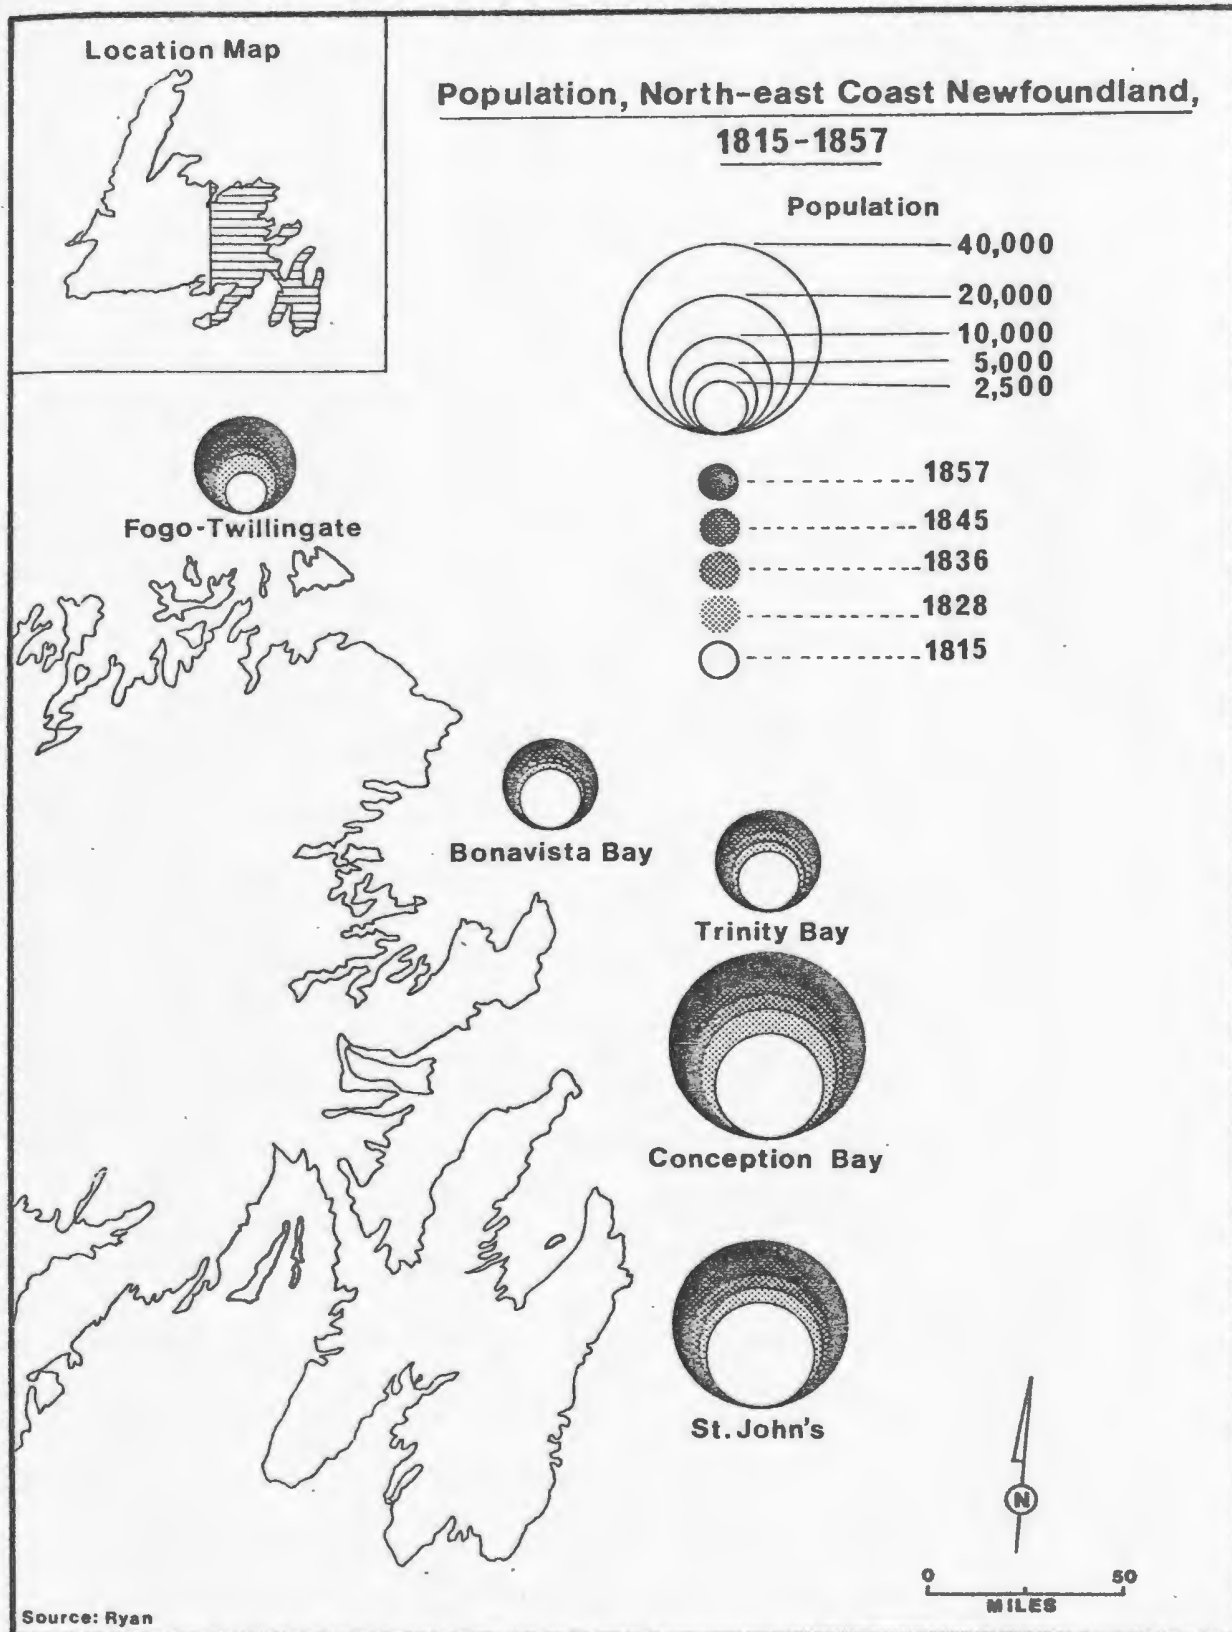 Location Map
Population, North-east Coast Newfoundland,
1815-1857
Population
40,000
20,000
10,000
5,000
2,500
1857
1845
1836
1828
1815
Fogo-Twillingate
Bonavista Bay
Trinity Bay
Conception Bay
St. John's
N
0 50
MILES
Source: Ryan